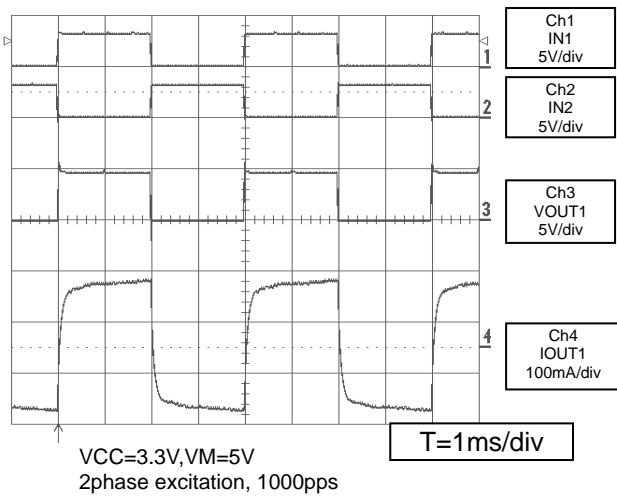 Ch1
IN1
5V/div
1
Ch2
IN2
5V/div
2
Ch3
VOUT1
5V/div
3
Ch4
IOUT1
100mA/div
4
T=1ms/div
VCC=3.3V,VM=5V
2phase excitation, 1000pps